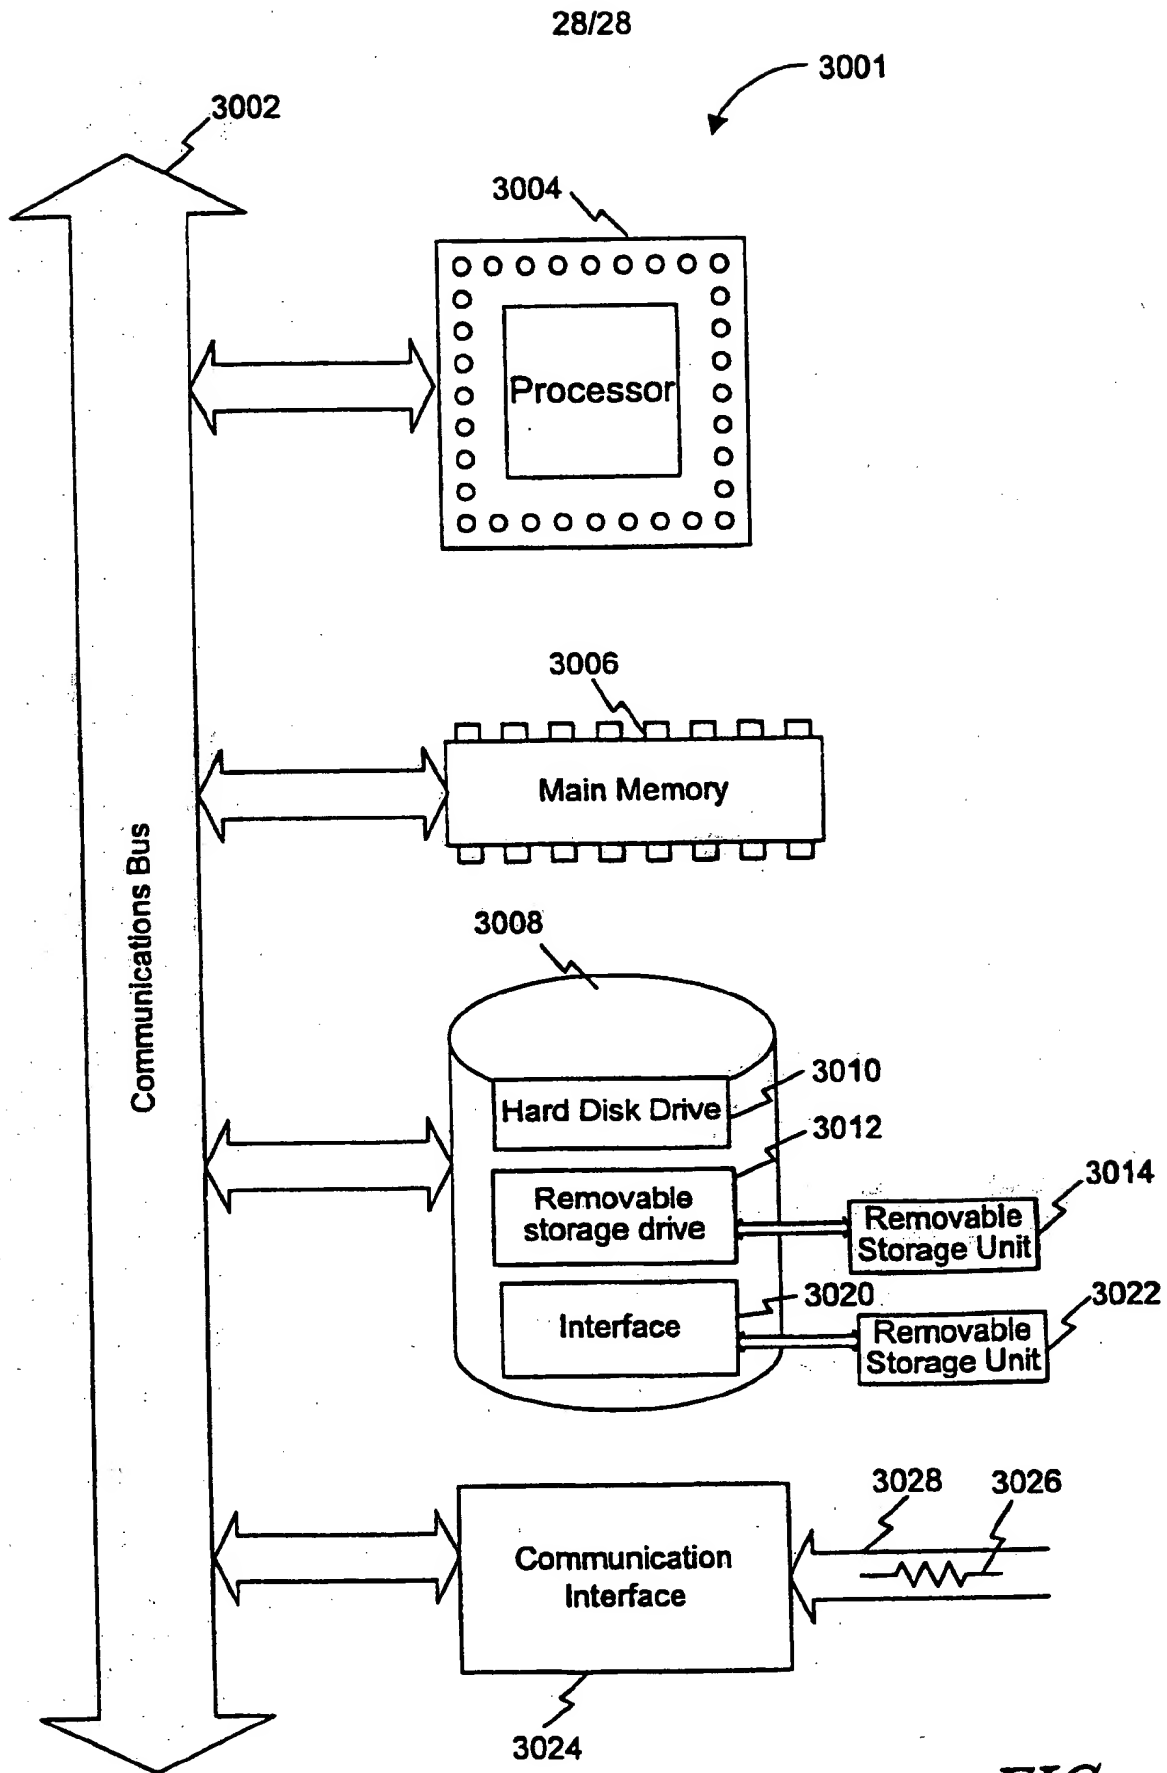 28/28
3001
3002
3004
Processor
3006
Main Memory
Communications Bus
3008
3010
Hard Disk Drive
3012
Removable
storage drive
3014
Removable
Storage Unit
3020
Interface
3022
Removable
Storage Unit
3028
3026
Communication
Interface
3024